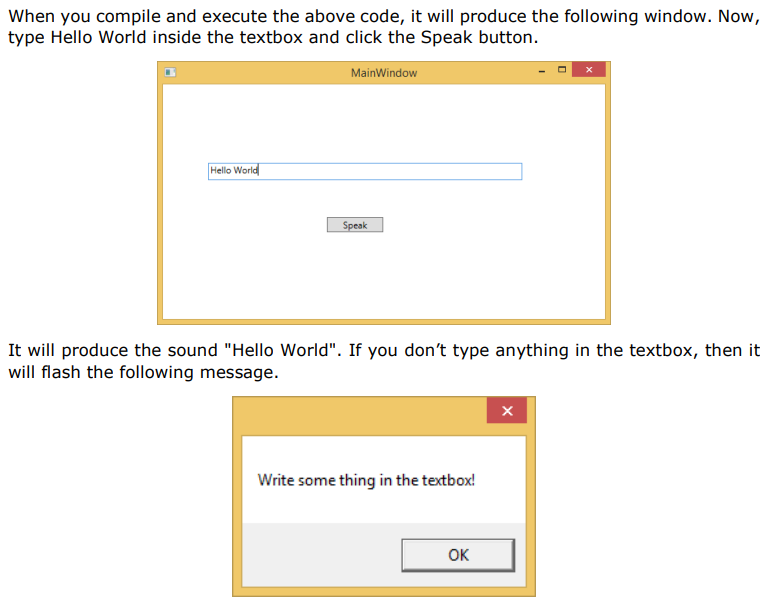 When you compile and execute the above code, it will produce the following window. Now,
type Hello World inside the textbox and click the Speak button.
MainWindow
Hello World
Speak
It will produce the sound "Hello World". If you don’t type anything in the textbox, then it
will flash the following message.
Write some thing in the textbox!
OK